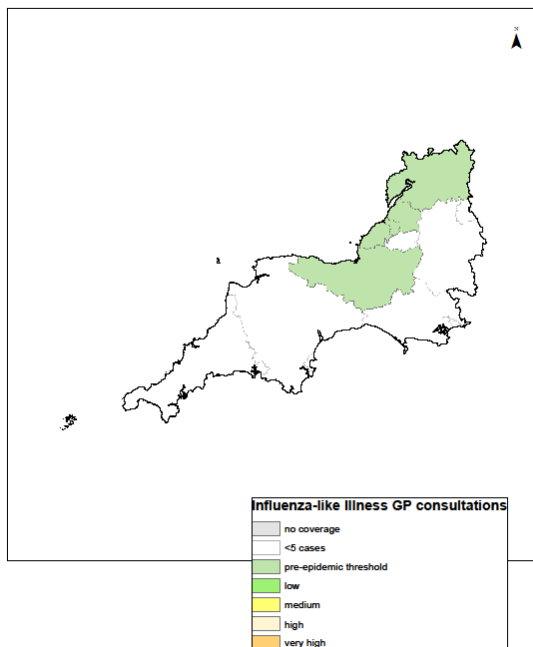 N
Influenza-like Illness GP consultations
no coverage
<5 cases
pre-epidemic threshold
low
medium
high
very high